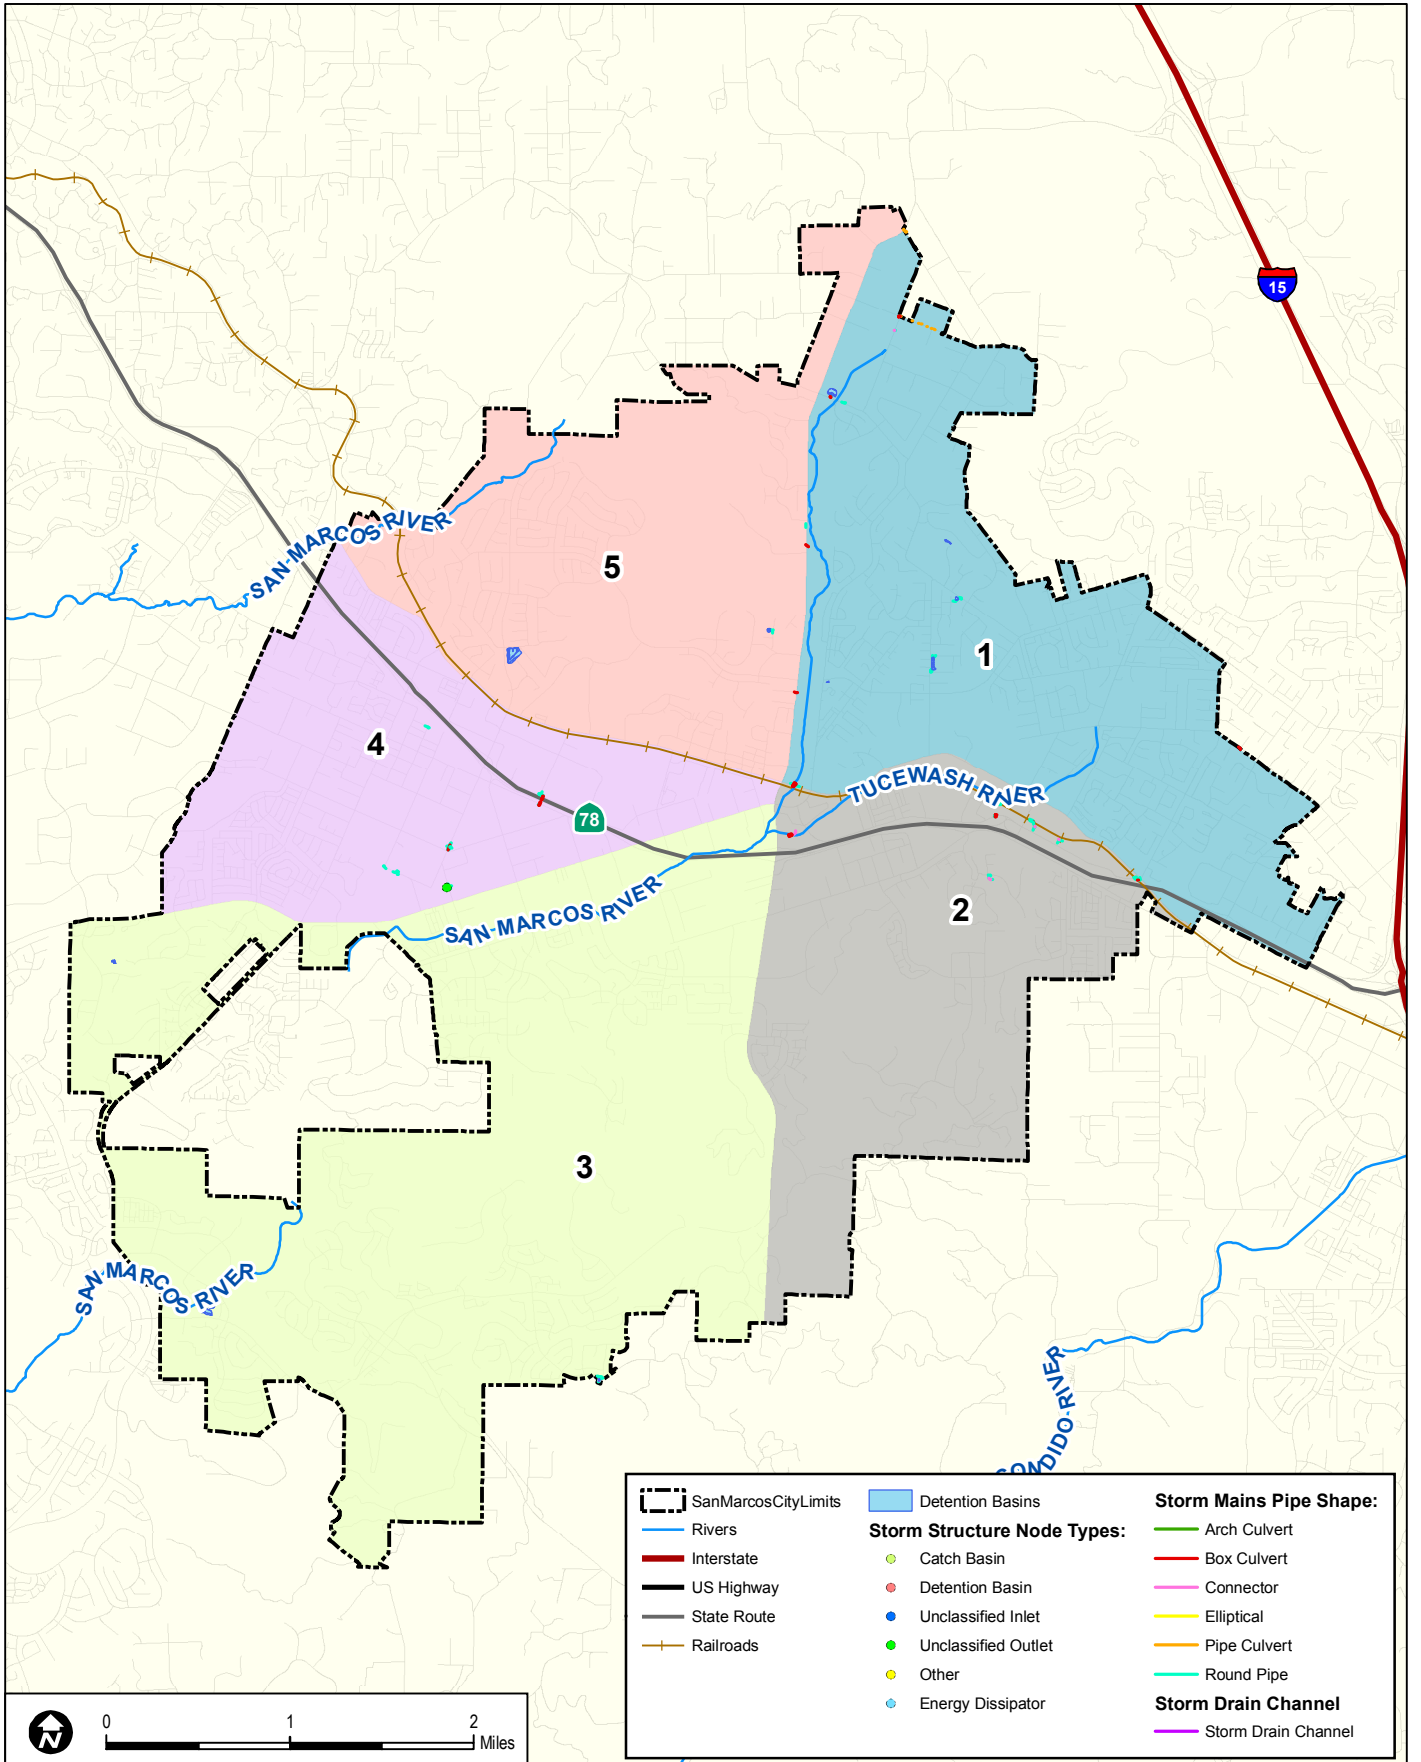 15
SAN MARCOS RIVER
5
1
4
TUCEWASH RIVER
78
2
SAN MARCOS RIVER
3
SAN MARCOS RIVER
CONDIDO RIVER
SanMarcosCityLimits
Rivers
Interstate
US Highway
State Route
Railroads
Detention Basins
Storm Structure Node Types:
Catch Basin
Detention Basin
Unclassified Inlet
Unclassified Outlet
Other
Energy Dissipator
Storm Mains Pipe Shape:
Arch Culvert
Box Culvert
Connector
Elliptical
Pipe Culvert
Round Pipe
Storm Drain Channel
Storm Drain Channel
N
0 1 2
Miles